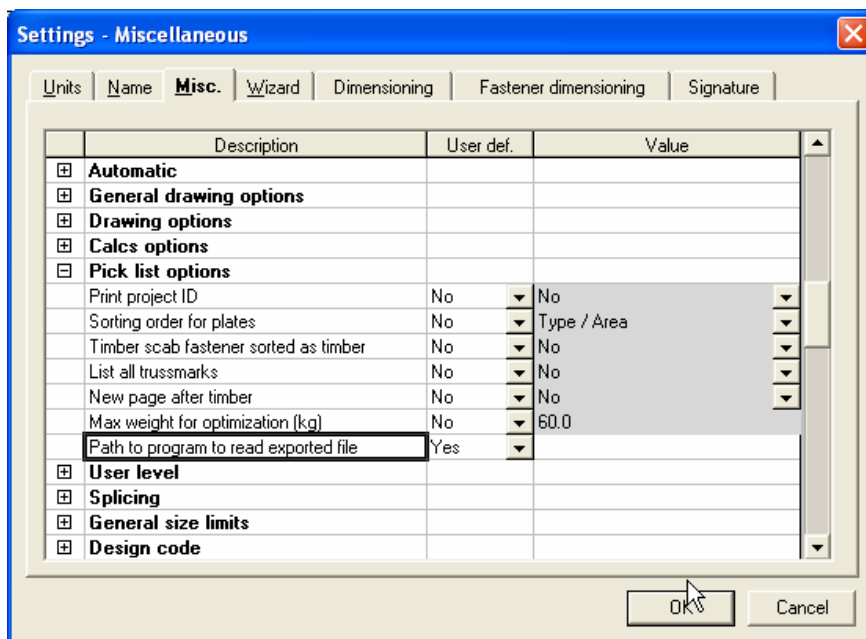 Settings - Miscellaneous
Units Name Misc. Wizard Dimensioning Fastener dimensioning Signature
Description User def. Value
Automatic
General drawing options
Drawing options
Calcs options
Pick list options
Print project ID No No
Sorting order for plates No Type / Area
Timber scab fastener sorted as timber No No
List all trussmarks No No
New page after timber No No
Max weight for optimization (kg) No 60.0
Path to program to read exported file Yes
User level
Splicing
General size limits
Design code
OK Cancel